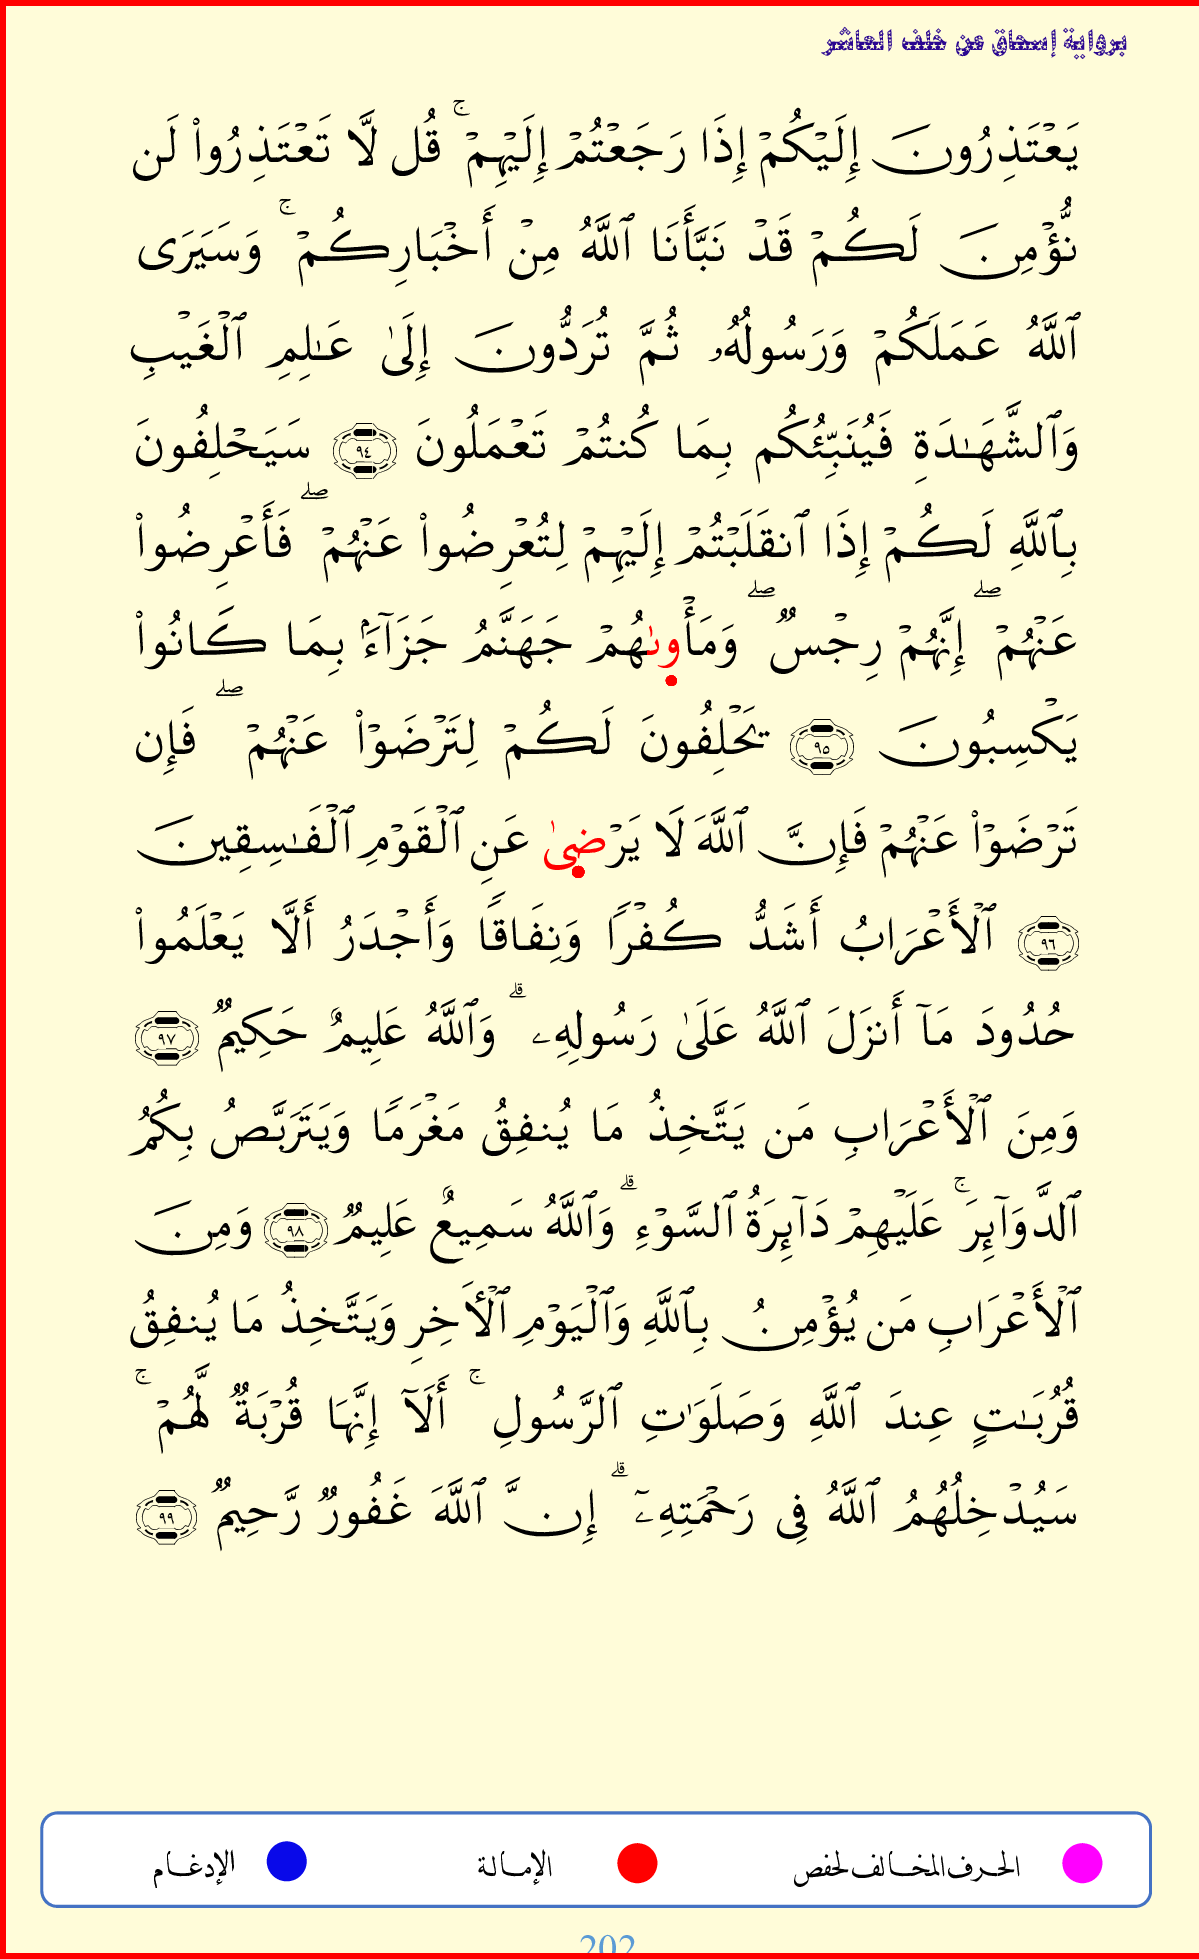 برواية إسحاق عن خلف العاشر
يَعْتَذِرُونَ إِلَيْكُمْ إِذَا رَجَعْتُمْ إِلَيْهِمْ ۚ قُل لَّا تَعْتَذِرُوا۟ لَن
نُّؤْمِنَ لَكُمْ قَدْ نَبَّأَنَا ٱللَّهُ مِنْ أَخْبَارِكُمْ ۚ وَسَيَرَى
ٱللَّهُ عَمَلَكُمْ وَرَسُولُهُۥ ثُمَّ تُرَدُّونَ إِلَىٰ عَـٰلِمِ ٱلْغَيْبِ
وَٱلشَّهَـٰدَةِ فَيُنَبِّئُكُم بِمَا كُنتُمْ تَعْمَلُونَ ٩٤ سَيَحْلِفُونَ
بِٱللَّهِ لَكُمْ إِذَا ٱنقَلَبْتُمْ إِلَيْهِمْ لِتُعْرِضُوا۟ عَنْهُمْ ۖ فَأَعْرِضُوا۟
عَنْهُمْ ۖ إِنَّهُمْ رِجْسٌ ۖ وَمَأْوىٰهُمْ جَهَنَّمُ جَزَآءًۢ بِمَا كَانُوا۟
يَكْسِبُونَ ٩٥ يَحْلِفُونَ لَكُمْ لِتَرْضَوْا۟ عَنْهُمْ ۖ فَإِن
تَرْضَوْا۟ عَنْهُمْ فَإِنَّ ٱللَّهَ لَا يَرْضىٰ عَنِ ٱلْقَوْمِ ٱلْفَـٰسِقِينَ
٩٦ ٱلْأَعْرَابُ أَشَدُّ كُفْرًا وَنِفَاقًا وَأَجْدَرُ أَلَّا يَعْلَمُوا۟
حُدُودَ مَآ أَنزَلَ ٱللَّهُ عَلَىٰ رَسُولِهِۦ ۗ وَٱللَّهُ عَلِيمٌ حَكِيمٌ ٩٧
وَمِنَ ٱلْأَعْرَابِ مَن يَتَّخِذُ مَا يُنفِقُ مَغْرَمًا وَيَتَرَبَّصُ بِكُمُ
ٱلدَّوَآئِرَ ۚ عَلَيْهِمْ دَآئِرَةُ ٱلسَّوْءِ ۗ وَٱللَّهُ سَمِيعٌ عَلِيمٌ ٩٨ وَمِنَ
ٱلْأَعْرَابِ مَن يُؤْمِنُ بِٱللَّهِ وَٱلْيَوْمِ ٱلْأَخِرِ وَيَتَّخِذُ مَا يُنفِقُ
قُرُبَـٰتٍ عِندَ ٱللَّهِ وَصَلَوَٰتِ ٱلرَّسُولِ ۚ أَلَآ إِنَّهَا قُرْبَةٌ لَّهُمْ ۚ
سَيُدْخِلُهُمُ ٱللَّهُ فِى رَحْمَتِهِۦٓ ۗ إِنَّ ٱللَّهَ غَفُورٌ رَّحِيمٌ ٩٩
الحرف المخالف لحفص الإمالة الإدغام
202